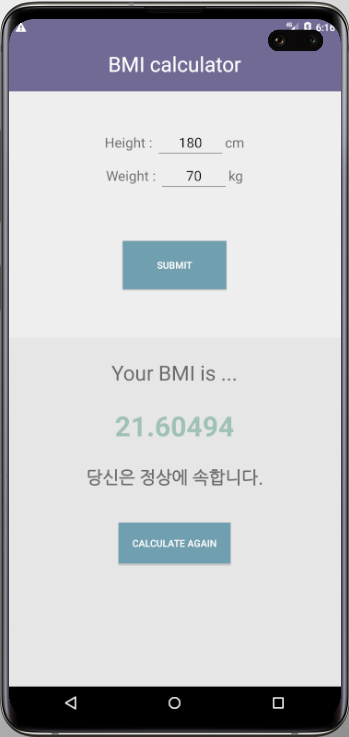 6:16
BMI calculator
Height : 180 cm
Weight : 70 kg
SUBMIT
Your BMI is ...
21.60494
당신은 정상에 속합니다.
CALCULATE AGAIN